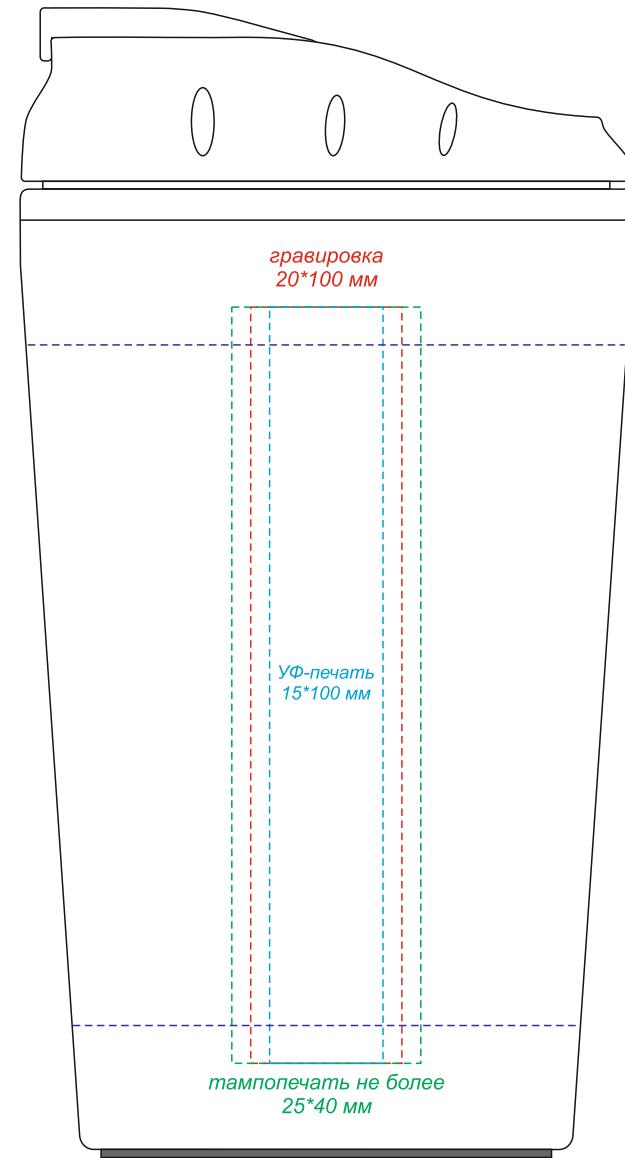 гравировка
20*100 мм
УФ-печать
15*100 мм
тампопечать не более
25*40 мм